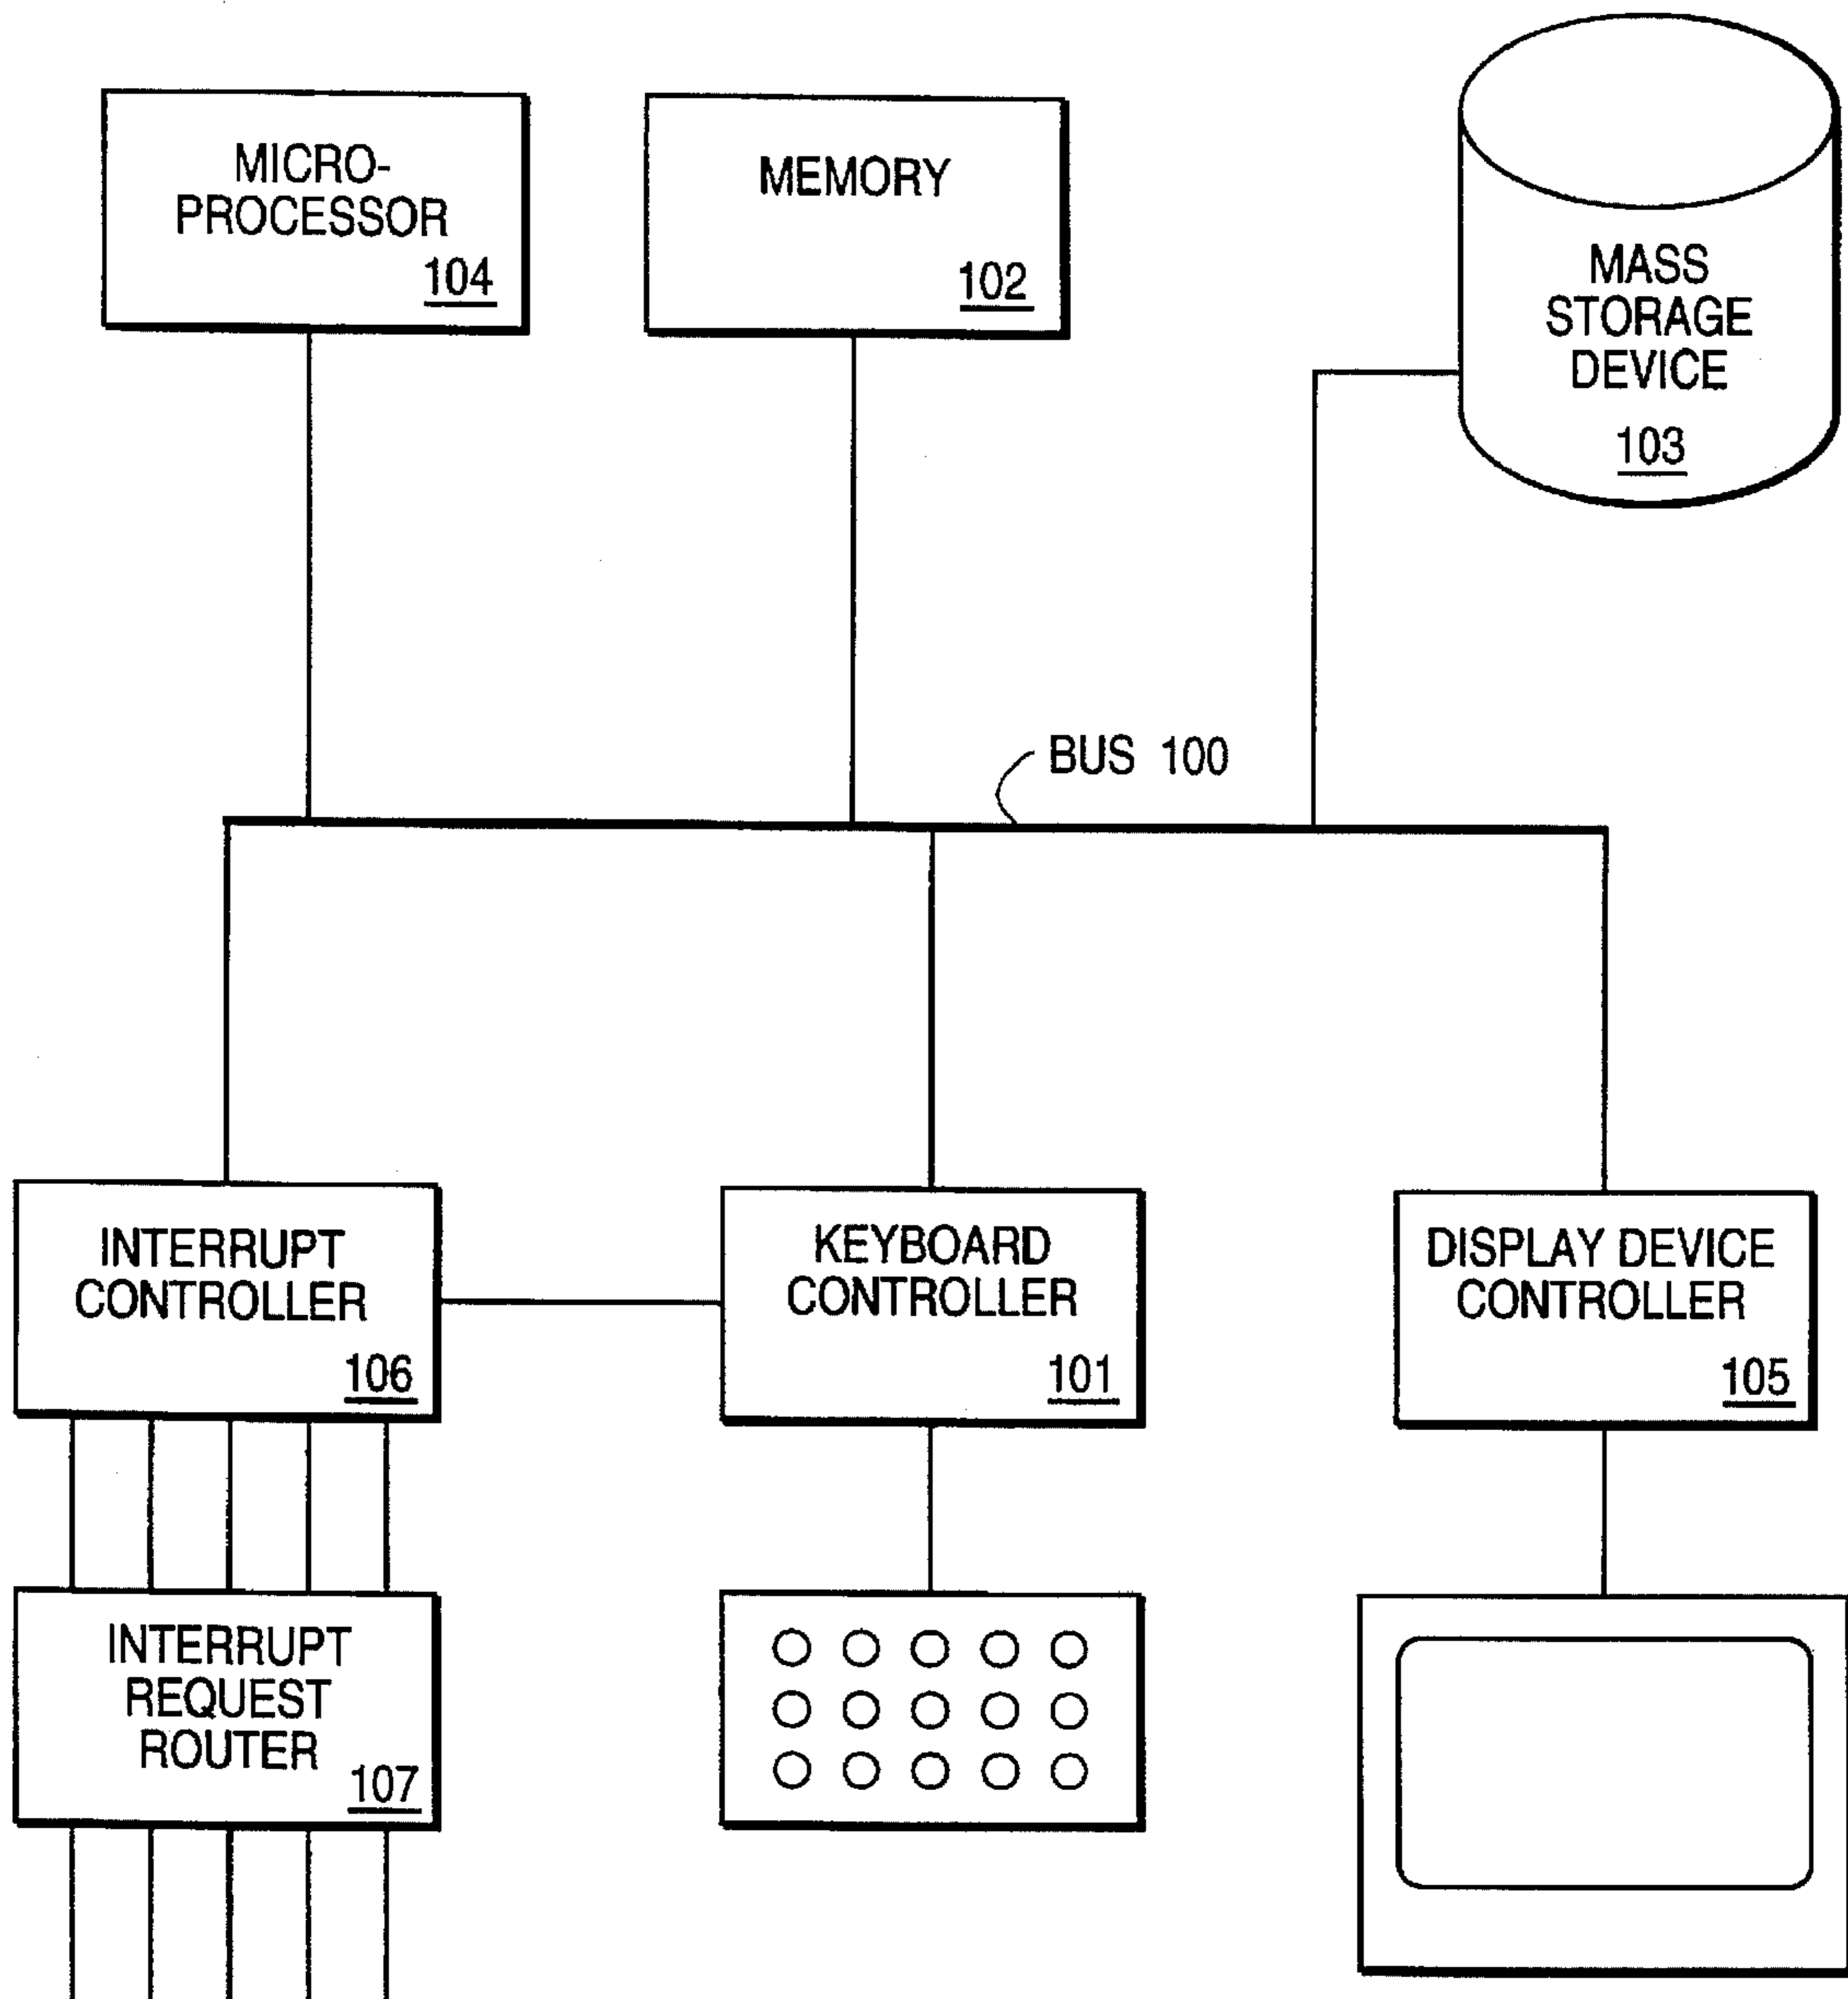 MICRO-
PROCESSOR
104
MEMORY
102
MASS
STORAGE
DEVICE
103
BUS 100
INTERRUPT
CONTROLLER
106
KEYBOARD
CONTROLLER
101
DISPLAY DEVICE
CONTROLLER
105
INTERRUPT
REQUEST
ROUTER
107